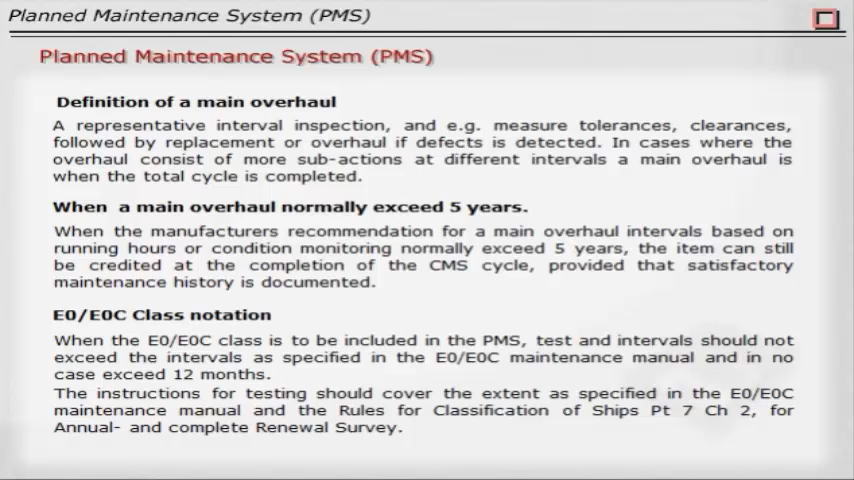 Planned Maintenance System (PMS)
Planned Maintenance System (PMS)
Definition of a main overhaul
A representative interval inspection, and e.g. measure tolerances, clearances,
followed by replacement or overhaul if defects is detected. In cases where the
overhaul consist of more sub-actions at different intervals a main overhaul is
when the total cycle is completed.
When a main overhaul normally exceed 5 years.
When the manufacturers recommendation for a main overhaul intervals based on
running hours or condition monitoring normally exceed 5 years, the item can still
be credited at the completion of the CMS cycle, provided that satisfactory
maintenance history is documented.
E0/E0C Class notation
When the E0/E0C class is to be included in the PMS, test and intervals should not
exceed the intervals as specified in the E0/E0C maintenance manual and in no
case exceed 12 months.
The instructions for testing should cover the extent as specified in the E0/E0C
maintenance manual and the Rules for Classification of Ships Pt 7 Ch 2, for
Annual- and complete Renewal Survey.